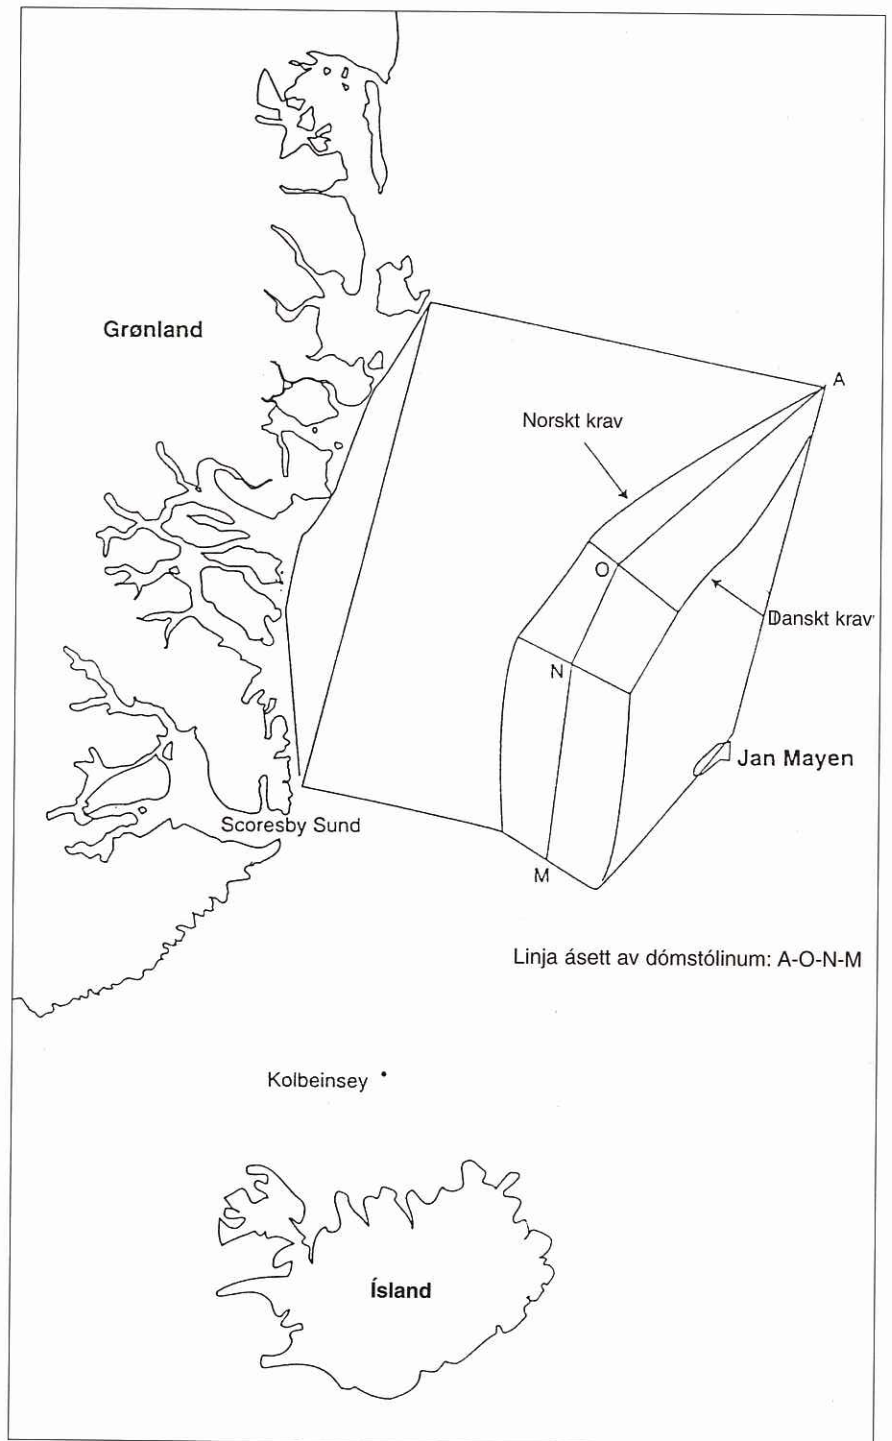 Grønland
A
Norskt krav
O
Danskt krav
N
Jan Mayen
Scoresby Sund
M
Linja ásett av dómstólinum: A-O-N-M
Kolbeinsey
Ísland